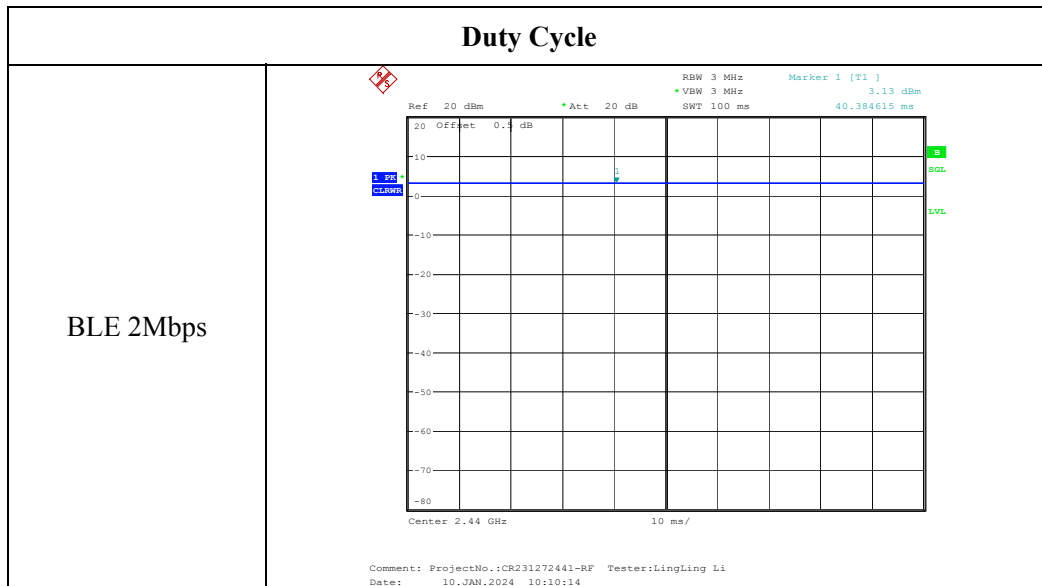 Duty Cycle
BLE 2Mbps
R S
RBW 3 MHz Marker 1 [T1 ]
*VBW 3 MHz 3.13 dBm
Ref 20 dBm *Att 20 dB SWT 100 ms 40.384615 ms
20 Offset 0.5 dB
B
10
SGL
1 PK *
1
CLRWR
0
LVL
-10
-20
-30
-40
-50
-60
-70
-80
Center 2.44 GHz 10 ms/
Comment: ProjectNo.:CR231272441-RF Tester:LingLing Li
Date: 10.JAN.2024 10:10:14